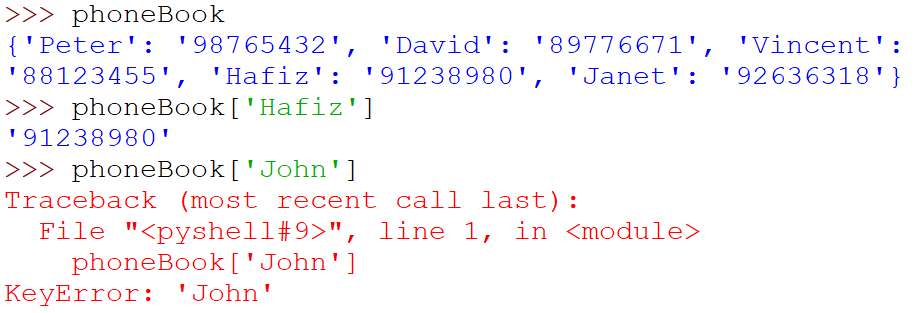 >>> phoneBook
{'Peter': '98765432', 'David': '89776671', 'Vincent':
'88123455', 'Hafiz': '91238980', 'Janet': '92636318'}
>>> phoneBook['Hafiz']
'91238980'
>>> phoneBook['John']
Traceback (most recent call last):
  File "<pyshell#9>", line 1, in <module>
    phoneBook['John']
KeyError: 'John'